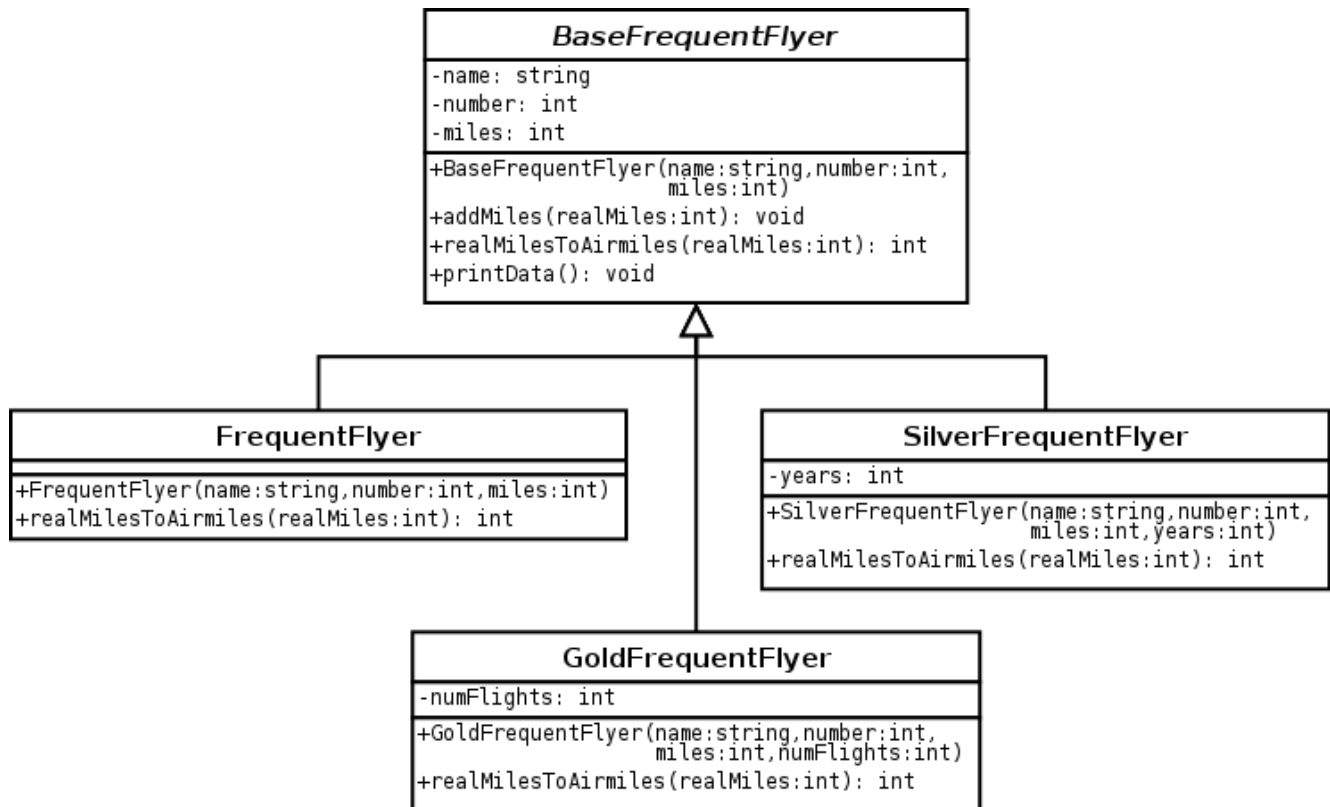 BaseFrequentFlyer
-name: string
-number: int
-miles: int
+BaseFrequentFlyer(name:string,number:int,
miles:int)
+addMiles(realMiles:int): void
+realMilesToAirmiles(realMiles:int): int
+printData(): void
FrequentFlyer
+FrequentFlyer(name:string,number:int,miles:int)
+realMilesToAirmiles(realMiles:int): int
SilverFrequentFlyer
-years: int
+SilverFrequentFlyer(name:string,number:int,
miles:int,years:int)
+realMilesToAirmiles(realMiles:int): int
GoldFrequentFlyer
-numFlights: int
+GoldFrequentFlyer(name:string,number:int,
miles:int,numFlights:int)
+realMilesToAirmiles(realMiles:int): int